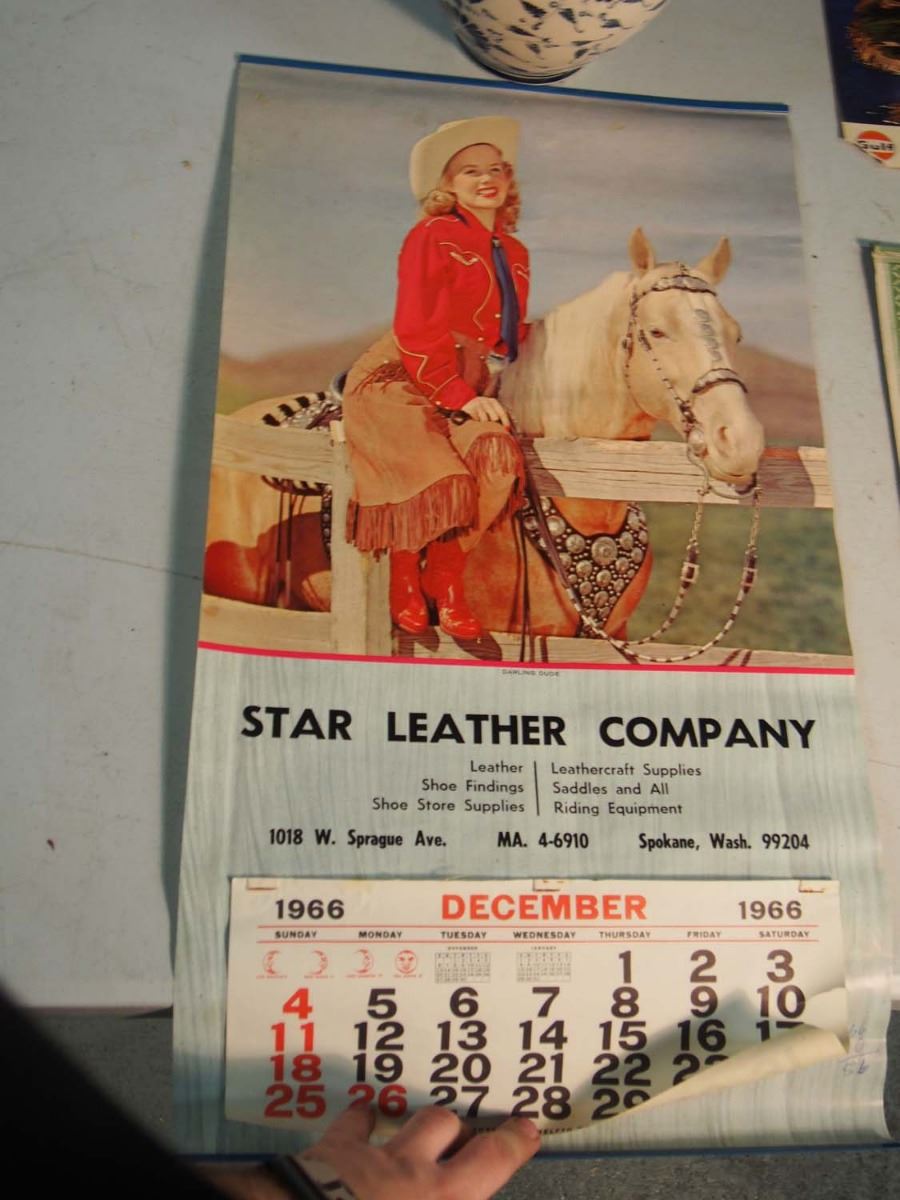 Gulf
DARLING DUDE
STAR LEATHER COMPANY
Leather
Shoe Findings
Shoe Store Supplies
Leathercraft Supplies
Saddles and All
Riding Equipment
1018 W. Sprague Ave. MA. 4-6910 Spokane, Wash. 99204
1966 DECEMBER 1966
SUNDAY MONDAY TUESDAY WEDNESDAY THURSDAY FRIDAY SATURDAY
NOVEMBER JANUARY
1 2 3
4 5 6 7 8 9 10
11 12 13 14 15 16 17
18 19 20 21 22
25 26 27 28 29